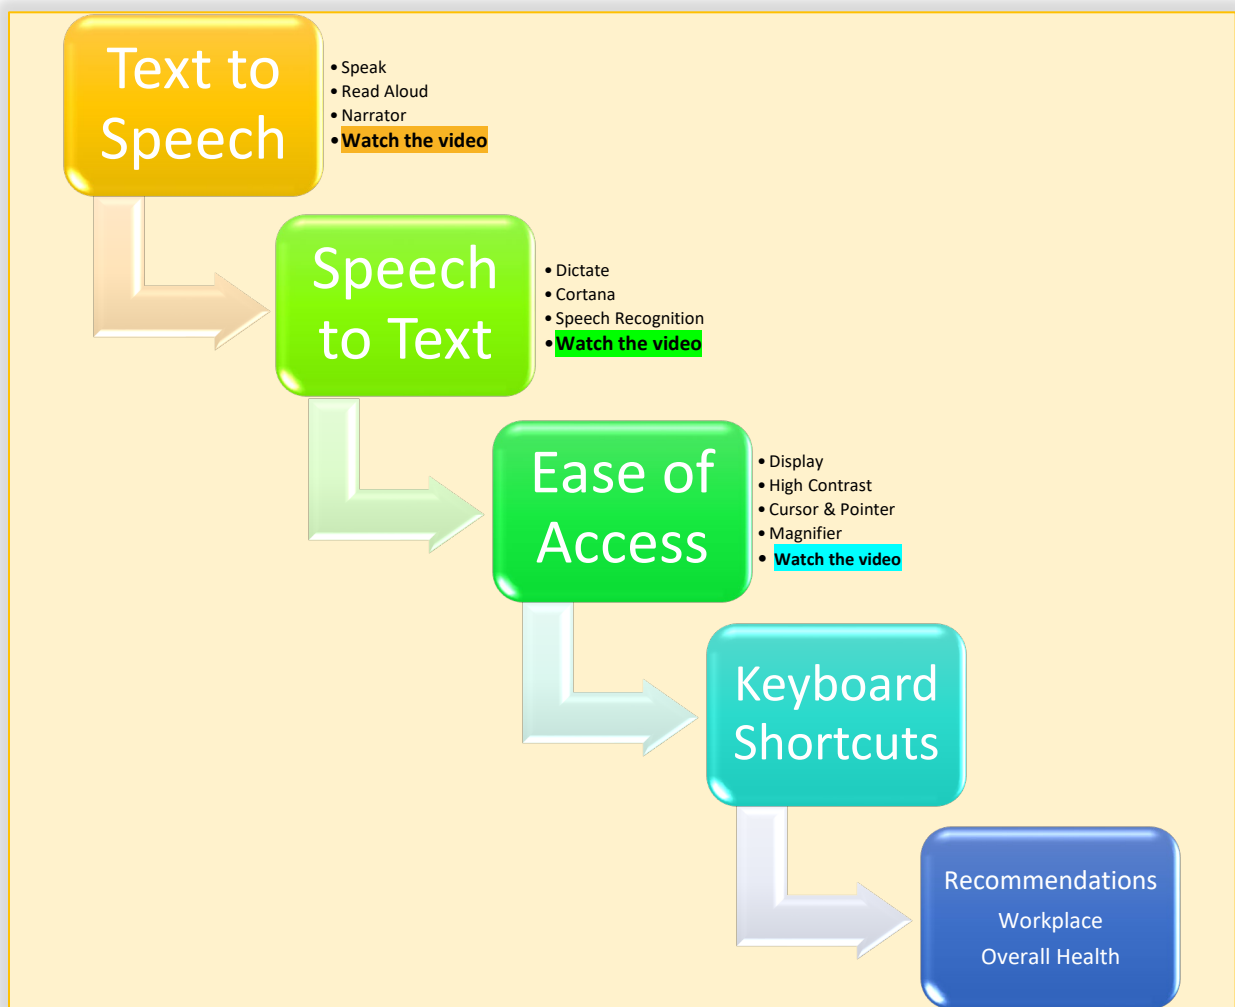 Text to
Speech
• Speak
• Read Aloud
• Narrator
• Watch the video
Speech
to Text
• Dictate
• Cortana
• Speech Recognition
• Watch the video
Ease of
Access
• Display
• High Contrast
• Cursor & Pointer
• Magnifier
• Watch the video
Keyboard
Shortcuts
Recommendations
Workplace
Overall Health